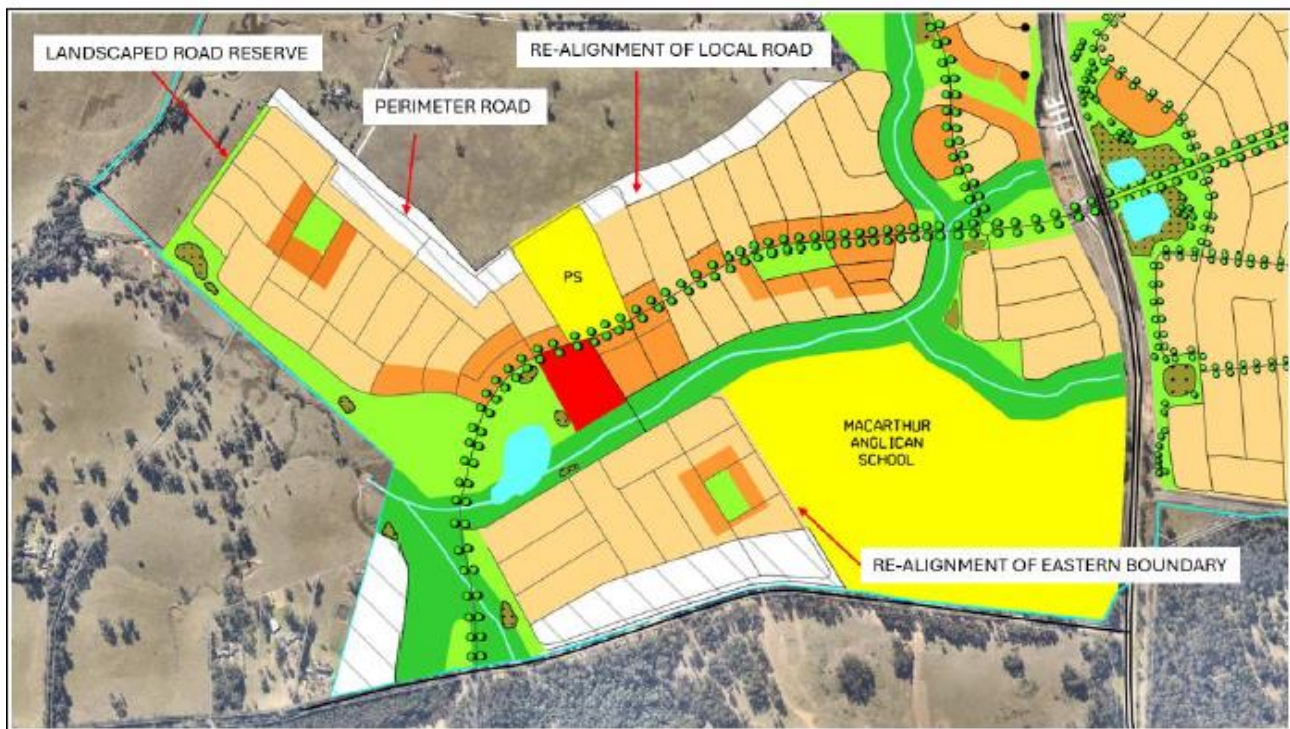 LANDSCAPED ROAD RESERVE
RE-ALIGNMENT OF LOCAL ROAD
PERIMETER ROAD
THE
PS
MACARTHUR
ANGLICAN
SCHOOL
RE-ALIGNMENT OF EASTERN BOUNDARY